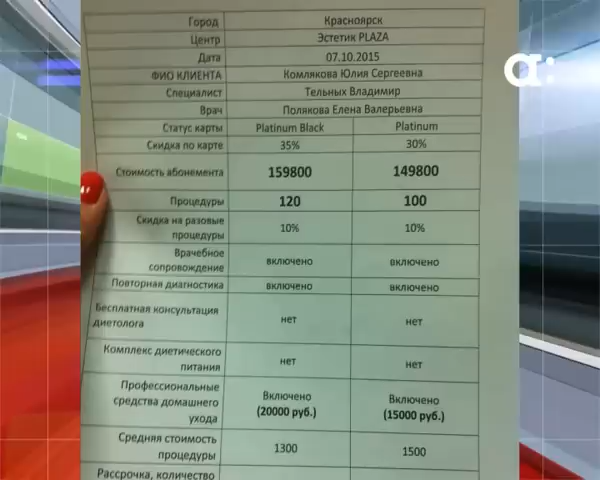 а:
Город Красноярск
Центр Эстетик PLAZA
Дата 07.10.2015
ФИО КЛИЕНТА Комлякова Юлия Сергеевна
Специалист Тельных Владимир
Врач Полякова Елена Валерьевна
Статус карты Platinum Black Platinum
Скидка по карте 35% 30%
Стоимость абонемента 159800 149800
Процедуры 120 100
Скидка на разовые
процедуры 10% 10%
Врачебное
сопровождение включено включено
Повторная диагностика включено включено
Бесплатная консультация
диетолога нет нет
Комплекс диетического
питания нет нет
Профессиональные
средства домашнего
ухода
Включено
(20000 руб.)
Включено
(15000 руб.)
Средняя стоимость
процедуры 1300 1500
Рассрочка, количество